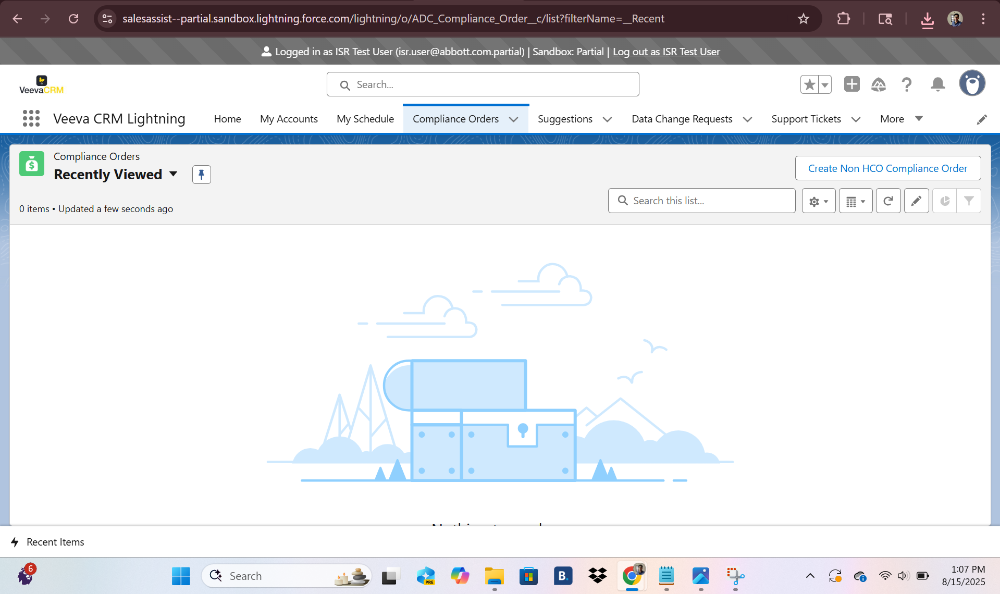 salesassist--partial.sandbox.lightning.force.com/lightning/o/ADC_Compliance_Order__c/list?filterName=__Recent
Logged in as ISR Test User (isr.user@abbott.com.partial) | Sandbox: Partial | Log out as ISR Test User
VeevaCRM
Search...
Veeva CRM Lightning
Home
My Accounts
My Schedule
Compliance Orders
Suggestions
Data Change Requests
Support Tickets
More
Compliance Orders
Recently Viewed
Create Non HCO Compliance Order
0 items • Updated a few seconds ago
Search this list...
Recent Items
6
Search
PRE
B.
1:07 PM
8/15/2025